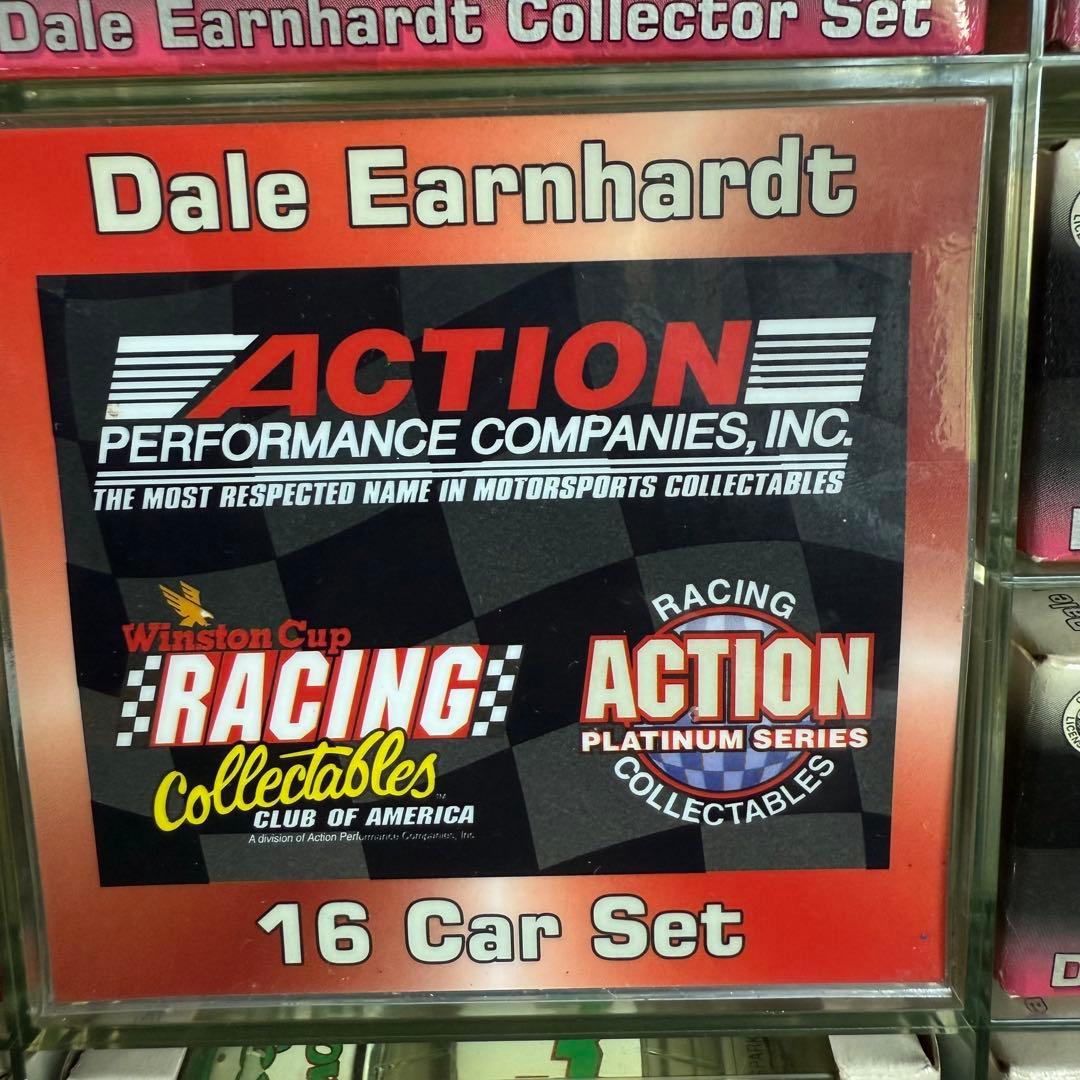 Dale Earnhardt Collector Set
Dale Earnhardt
ACTION
PERFORMANCE COMPANIES, INC.
THE MOST RESPECTED NAME IN MOTORSPORTS COLLECTABLES
Winston Cup
RACING
Collectables
CLUB OF AMERICA
A division of Action Performance Companies, Inc.
RACING
ACTION
PLATINUM SERIES
COLLECTABLES
16 Car Set